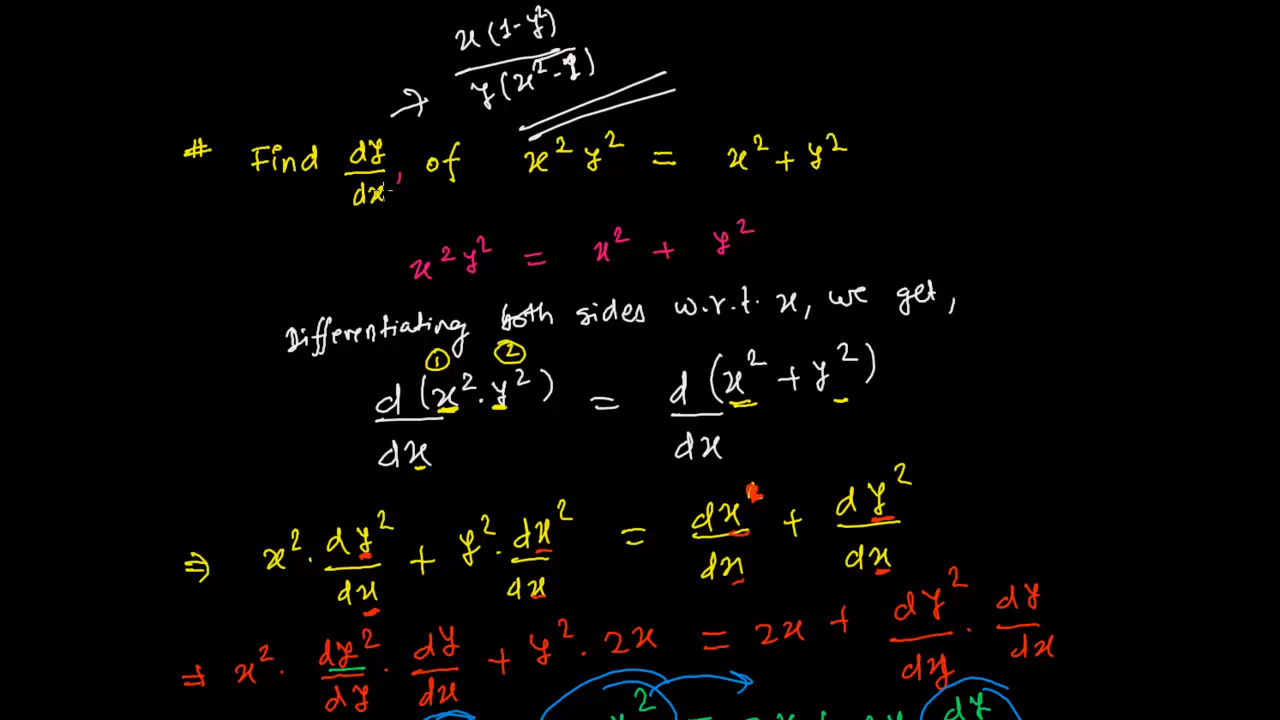 → x(1-y²)/y(x²-1)
# Find dy/dx, of x²y² = x² + y²
x²y² = x² + y²
Differentiating both sides w.r.t. x, we get,
① ②
d(x².y²)/dx = d(x² + y²)/dx
⇒ x². dy²/dx + y². dx²/dx = dx²/dx + dy²/dx
⇒ x². dy²/dy . dy/dx + y². 2x = 2x + dy²/dy . dy/dx